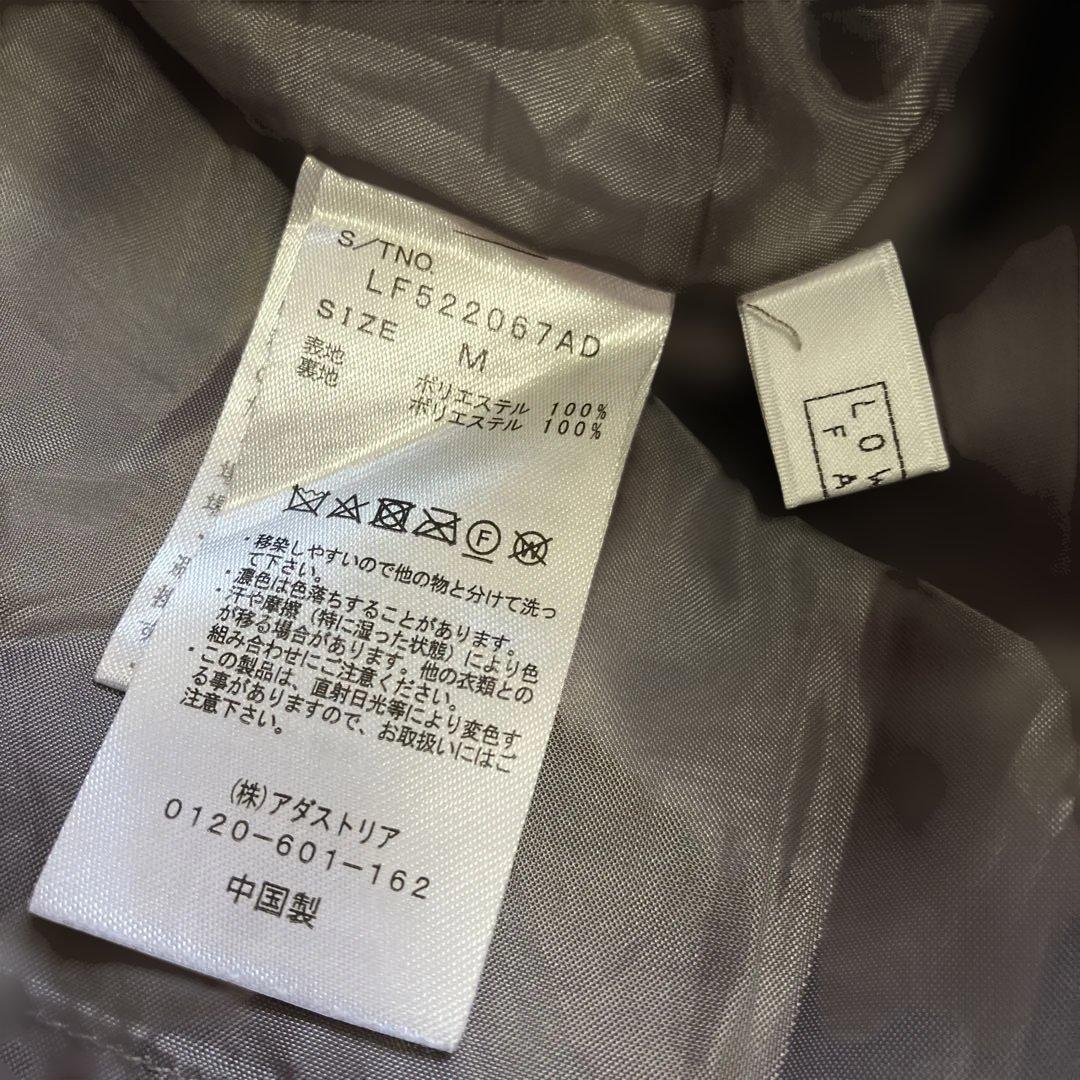 S/TNO.
LF522067AD
SIZE M
表地 ポリエステル 100%
裏地 ポリエステル 100%
・移染しやすいので他の物と分けて洗っ
て下さい。
・濃色は色落ちすることがあります。
・汗や摩擦(特に湿った状態)により色
が移る場合があります。他の衣類との
組み合わせにご注意ください。
・この製品は、直射日光等により変色す
る事がありますので、お取扱いにはご
注意下さい。
(株)アダストリア
0120-601-162
中国製
LOW
FA